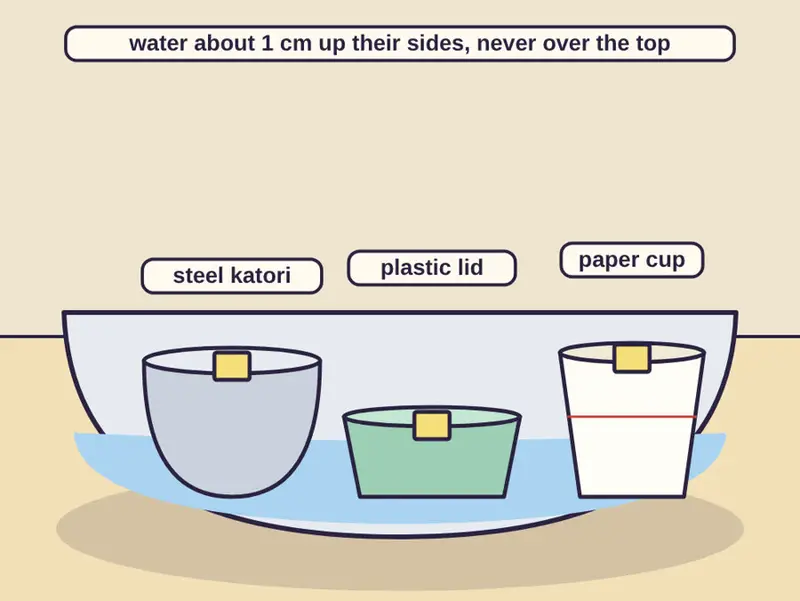 water about 1 cm up their sides, never over the top
steel katori
plastic lid
paper cup